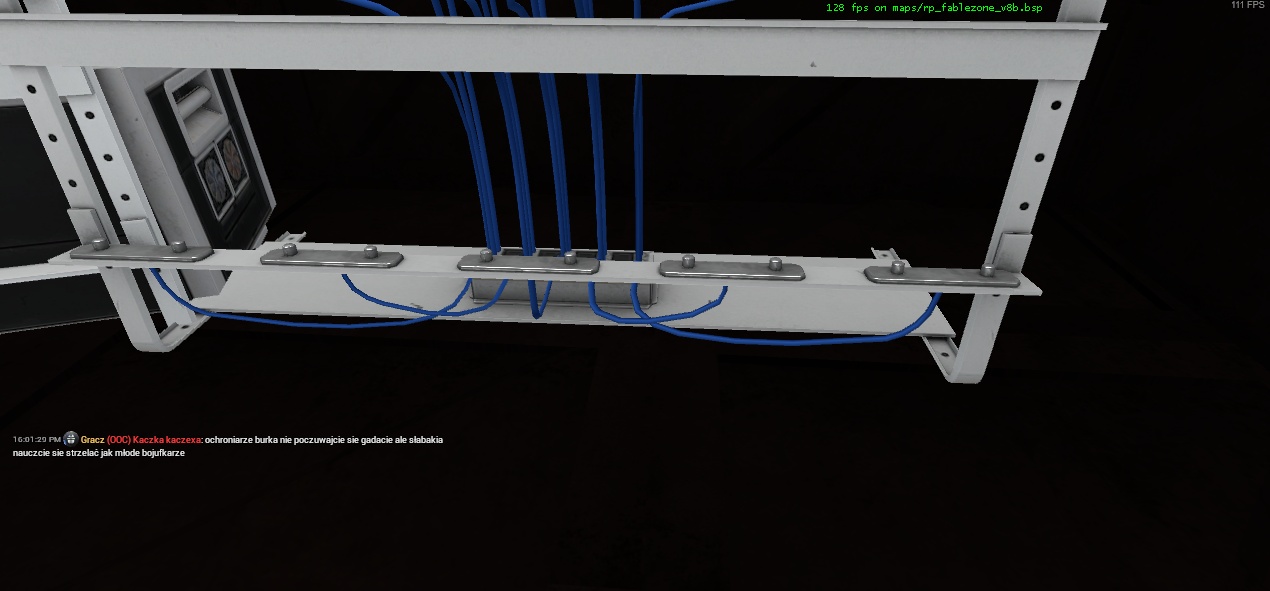 128 fps on maps/rp_fablezone_v8b.bsp
111 FPS
16:01:29 PM Gracz (OOC) Kaczka kaczexa: ochroniarze burka nie poczuwajcie sie gadacie ale słabakia
nauczcie sie strzelać jak młode bojufkarze